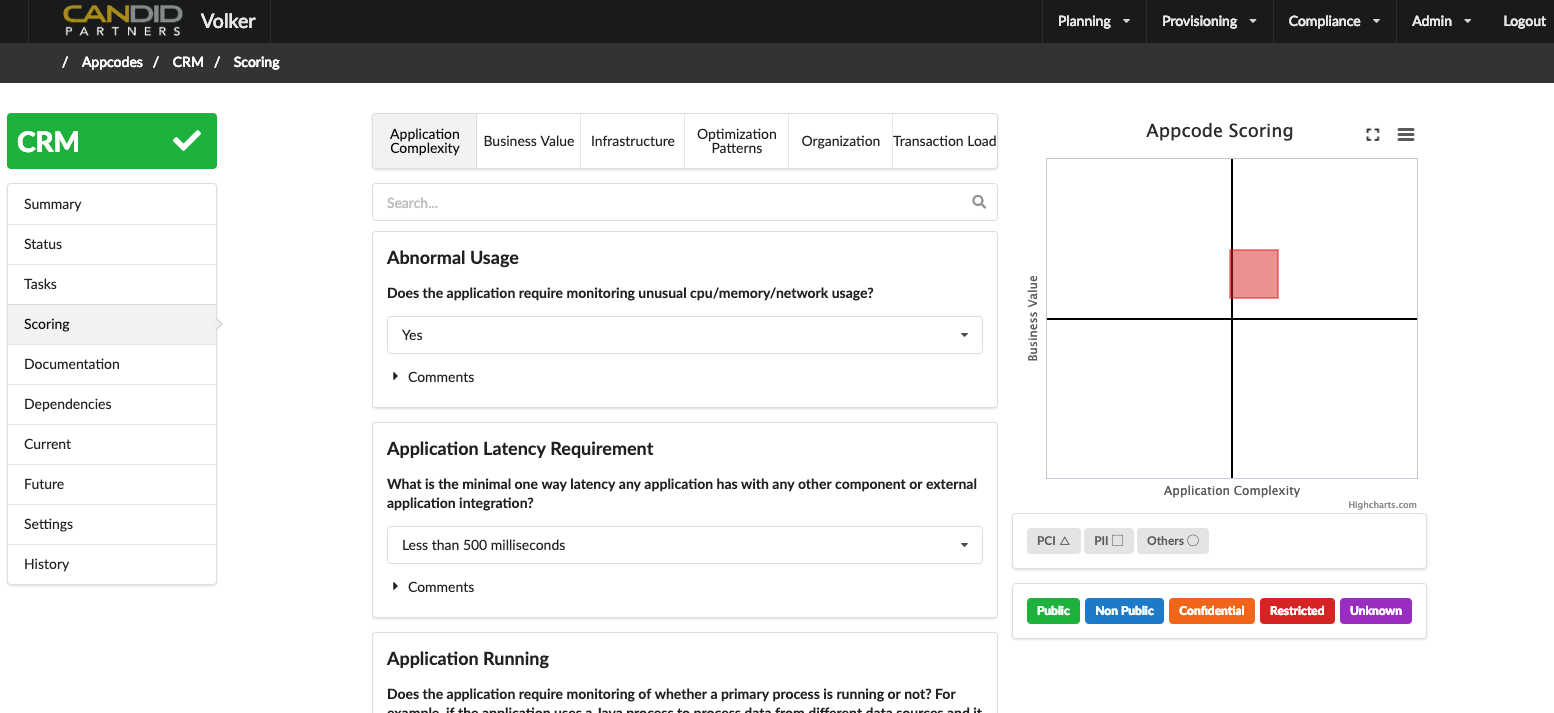 CANDID
PARTNERS
Volker
Planning
Provisioning
Compliance
Admin
Logout
/ Appcodes / CRM / Scoring
CRM
Summary
Status
Tasks
Scoring
Documentation
Dependencies
Current
Future
Settings
History
Application
Complexity
Business Value
Infrastructure
Optimization
Patterns
Organization
Transaction Load
Search...
Abnormal Usage
Does the application require monitoring unusual cpu/memory/network usage?
Yes
Comments
Application Latency Requirement
What is the minimal one way latency any application has with any other component or external
application integration?
Less than 500 milliseconds
Comments
Application Running
Does the application require monitoring of whether a primary process is running or not? For
example, if the application uses a Java process to process data from different data sources and it
Appcode Scoring
Business Value
Application Complexity
Highcharts.com
PCI
PII
Others
Public
Non Public
Confidential
Restricted
Unknown